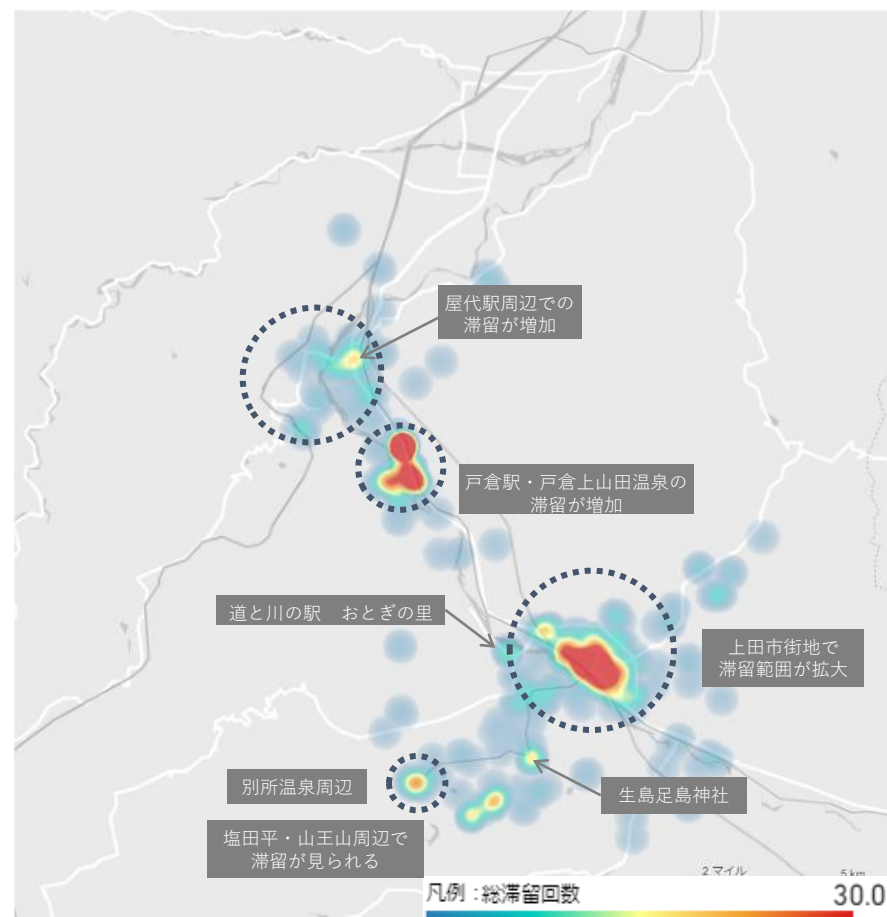 屋代駅周辺での
滞留が増加
戸倉駅・戸倉上山田温泉の
滞留が増加
道と川の駅 おとぎの里
上田市街地で
滞留範囲が拡大
別所温泉周辺
生島足島神社
塩田平・山王山周辺で
滞留が見られる
2 マイル
5 km
凡例：総滞留回数
30.0